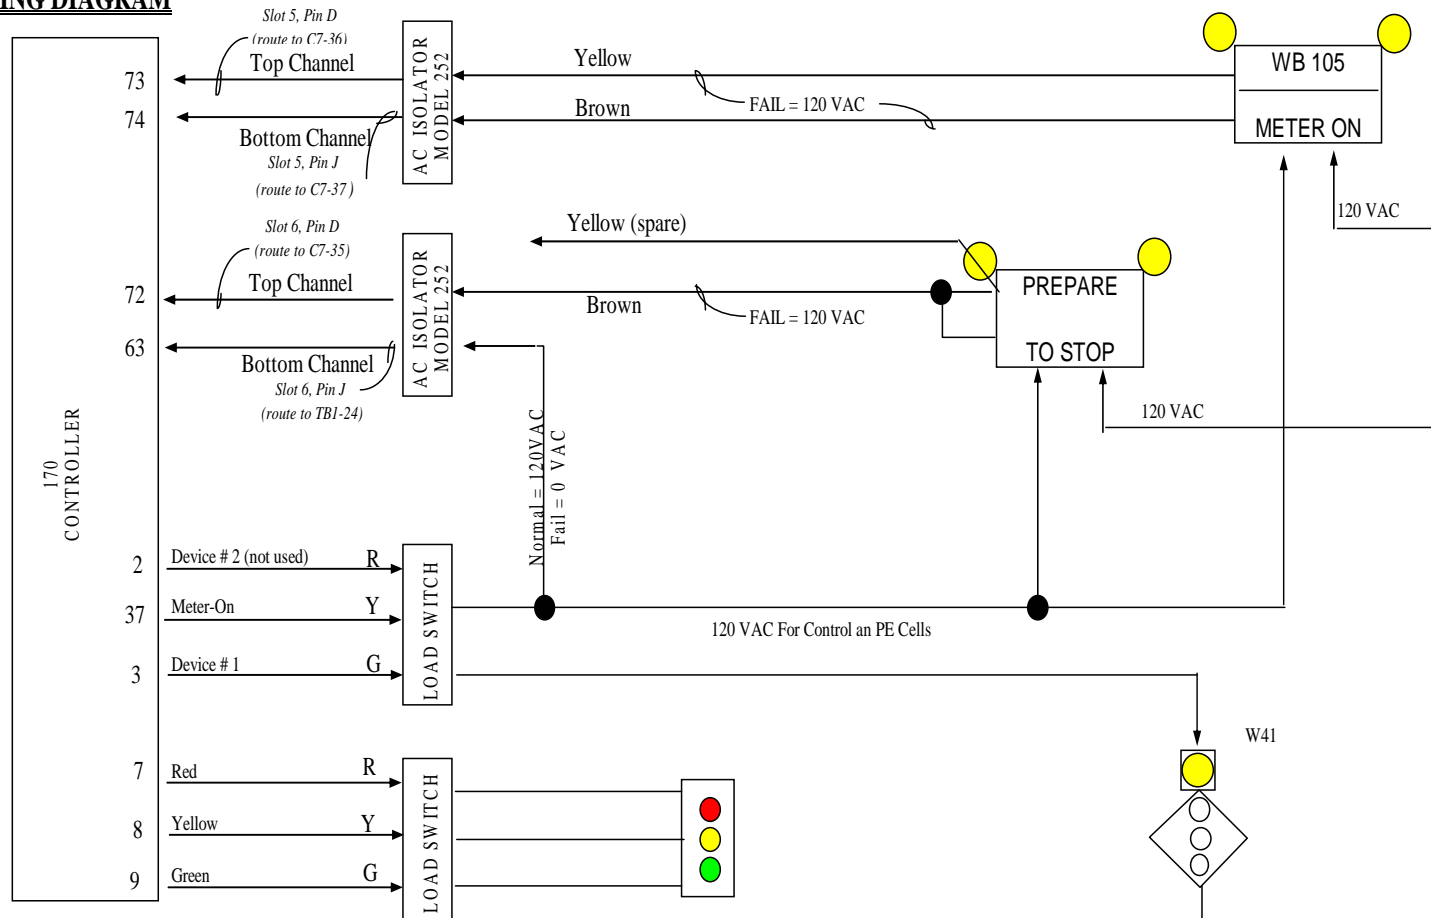 ING DIAGRAM
Slot 5, Pin D
(route to C7-36)
73
Top Channel
74
Bottom Channel
Slot 5, Pin J
(route to C7-37 )
AC ISOLATOR
MODEL 252
Yellow
FAIL = 120 VAC
Brown
WB 105
METER ON
120 VAC
Slot 6, Pin D
(route to C7-35)
72
Top Channel
63
Bottom Channel
Slot 6, Pin J
(route to TB1-24)
AC ISOLATOR
MODEL 252
Yellow (spare)
Brown
FAIL = 120 VAC
PREPARE
TO STOP
120 VAC
170
CONTROLLER
Normal = 120VAC
Fail = 0 VAC
2
Device # 2 (not used)
R
37
Meter-On
Y
3
Device # 1
G
LOAD SWITCH
120 VAC For Control an PE Cells
W41
7
Red
R
8
Yellow
Y
9
Green
G
LOAD SWITCH